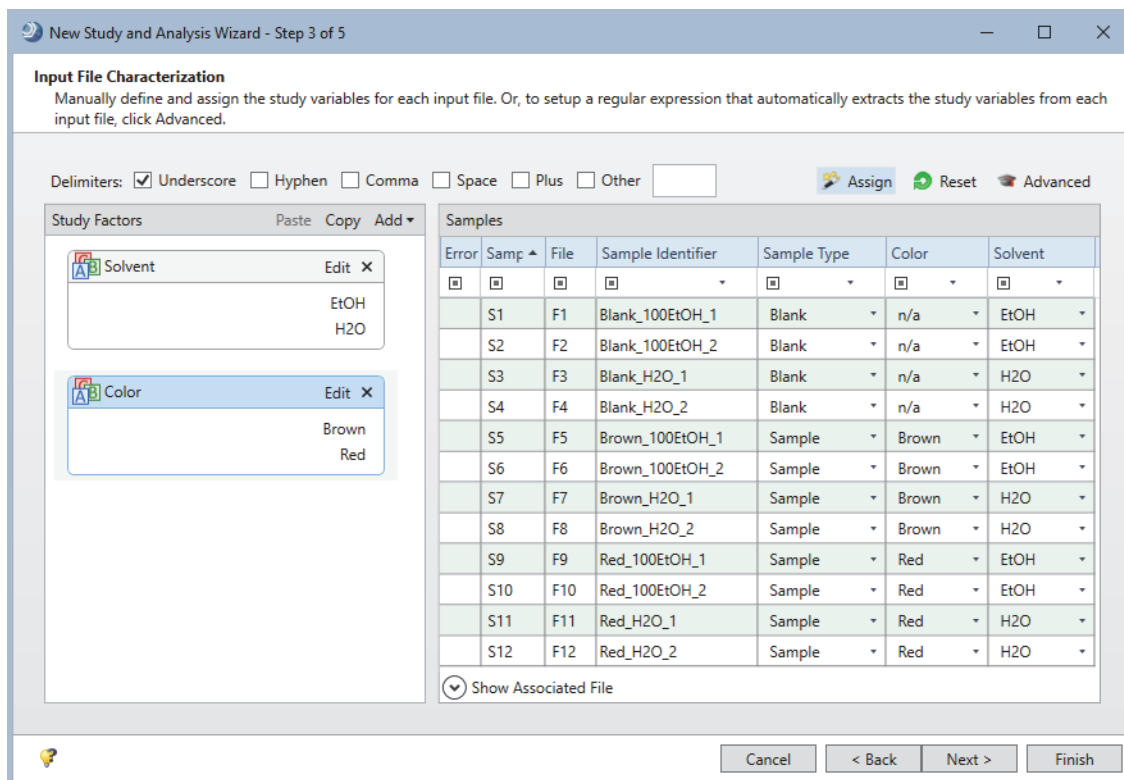 New Study and Analysis Wizard - Step 3 of 5
Input File Characterization
Manually define and assign the study variables for each input file. Or, to setup a regular expression that automatically extracts the study variables from each
input file, click Advanced.
Delimiters: Underscore Hyphen Comma Space Plus Other Assign Reset Advanced
Study Factors Paste Copy Add
Solvent Edit
EtOH
H2O
Color Edit
Brown
Red
Samples
Error Samp File Sample Identifier Sample Type Color Solvent
S1 F1 Blank_100EtOH_1 Blank n/a EtOH
S2 F2 Blank_100EtOH_2 Blank n/a EtOH
S3 F3 Blank_H2O_1 Blank n/a H2O
S4 F4 Blank_H2O_2 Blank n/a H2O
S5 F5 Brown_100EtOH_1 Sample Brown EtOH
S6 F6 Brown_100EtOH_2 Sample Brown EtOH
S7 F7 Brown_H2O_1 Sample Brown H2O
S8 F8 Brown_H2O_2 Sample Brown H2O
S9 F9 Red_100EtOH_1 Sample Red EtOH
S10 F10 Red_100EtOH_2 Sample Red EtOH
S11 F11 Red_H2O_1 Sample Red H2O
S12 F12 Red_H2O_2 Sample Red H2O
Show Associated File
Cancel < Back Next > Finish